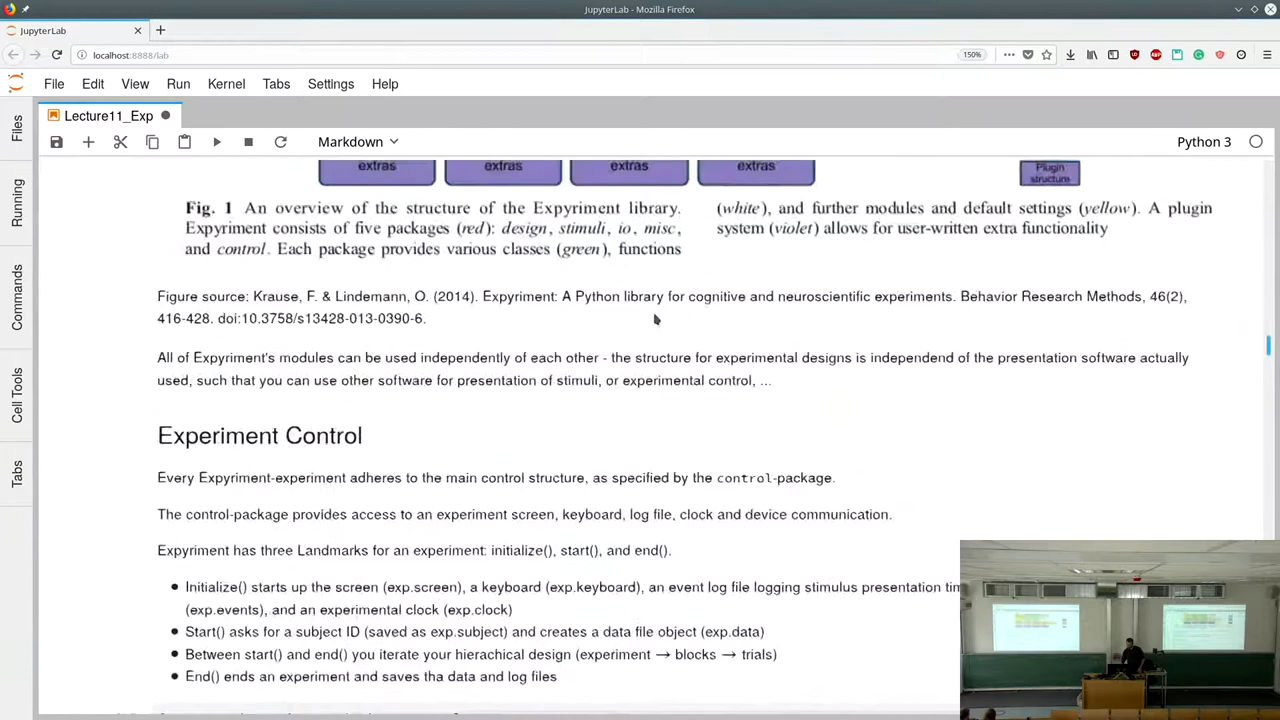 JupyterLab - Mozilla Firefox
JupyterLab
localhost:8888/lab
150%
File Edit View Run Kernel Tabs Settings Help
Lecture11_Exp
Markdown
Python 3
Files
Running
Commands
Cell Tools
Tabs
extras extras extras extras
Plugin
structure
Fig. 1 An overview of the structure of the Expyriment library.
Expyriment consists of five packages (red): design, stimuli, io, misc,
and control. Each package provides various classes (green), functions
(white), and further modules and default settings (yellow). A plugin
system (violet) allows for user-written extra functionality
Figure source: Krause, F. & Lindemann, O. (2014). Expyriment: A Python library for cognitive and neuroscientific experiments. Behavior Research Methods, 46(2),
416-428. doi:10.3758/s13428-013-0390-6.
All of Expyriment's modules can be used independently of each other - the structure for experimental designs is independend of the presentation software actually
used, such that you can use other software for presentation of stimuli, or experimental control, ...
Experiment Control
Every Expyriment-experiment adheres to the main control structure, as specified by the control-package.
The control-package provides access to an experiment screen, keyboard, log file, clock and device communication.
Expyriment has three Landmarks for an experiment: initialize(), start(), and end().
Initialize() starts up the screen (exp.screen), a keyboard (exp.keyboard), an event log file logging stimulus presentation
(exp.events), and an experimental clock (exp.clock)
Start() asks for a subject ID (saved as exp.subject) and creates a data file object (exp.data)
Between start() and end() you iterate your hierachical design (experiment → blocks → trials)
End() ends an experiment and saves tha data and log files